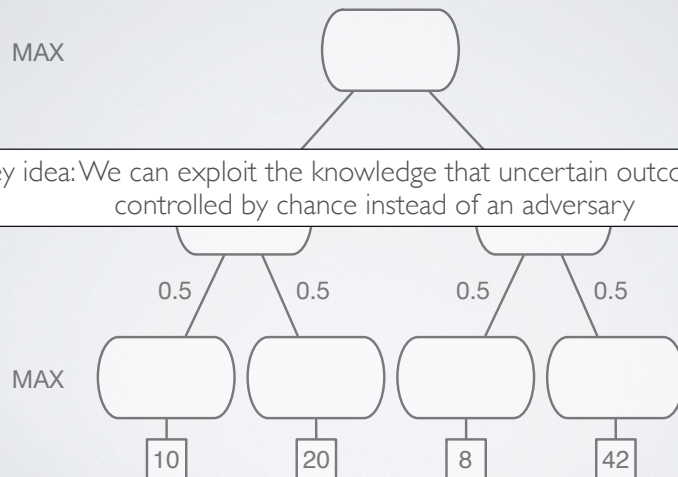 MAX
ey idea: We can exploit the knowledge that uncertain outco
controlled by chance instead of an adversary
0.5 0.5 0.5 0.5
MAX
10 20 8 42